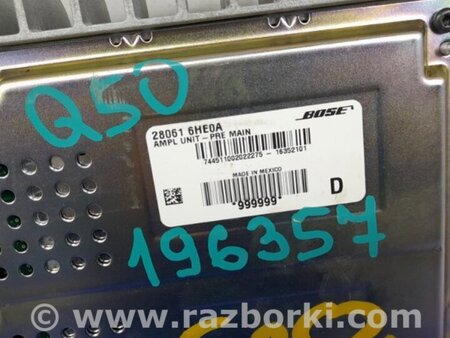 Q50
28061 6HE0A
AMPL UNIT - PRE MAIN
BOSE
744511002022275 - 16352101
MADE IN MEXICO
*999999*
D
196357
www.razborki.com